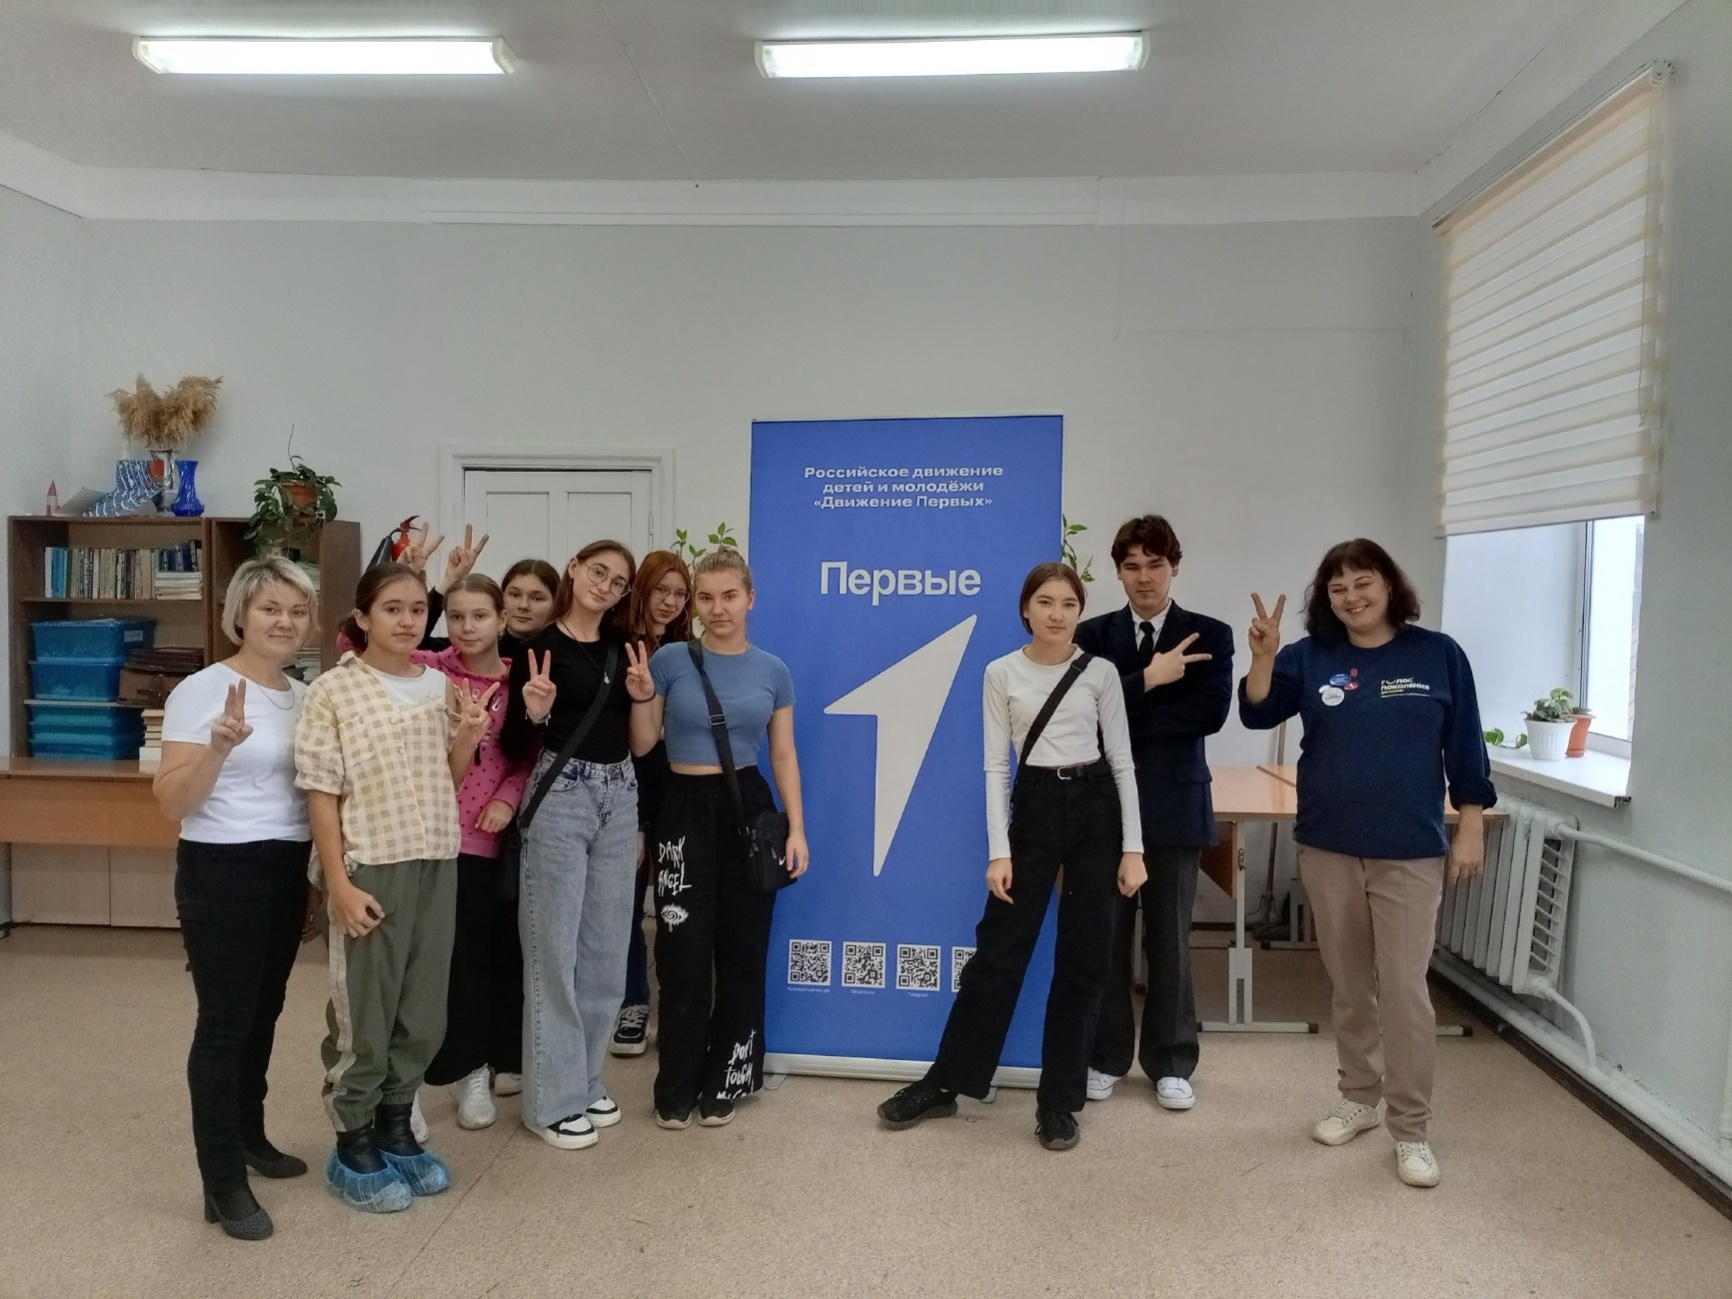 Российское движение
детей и молодёжи
«Движение Первых»
Первые
DARK
ANGEL
DON'T
TOUCH
ГОЛОС
ПОКОЛЕНИЯ